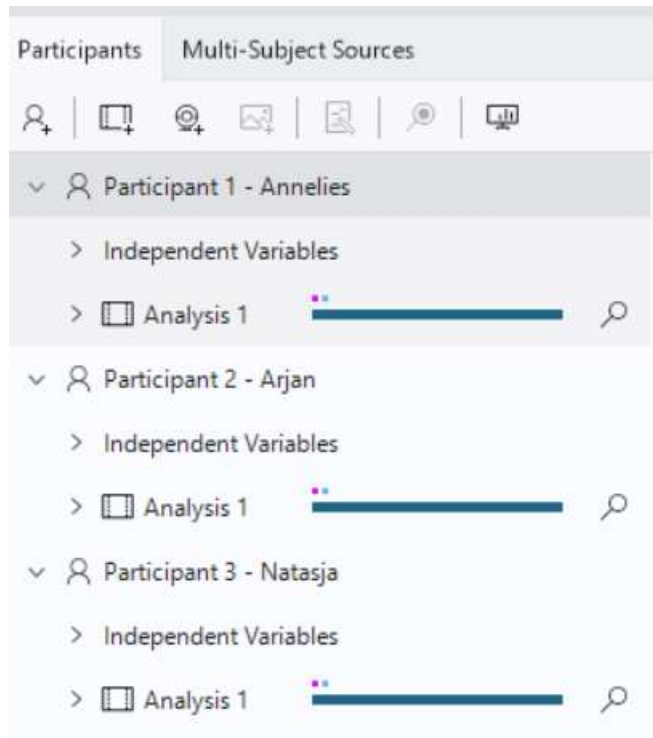 Participants Multi-Subject Sources
Participant 1 - Annelies
Independent Variables
Analysis 1
Participant 2 - Arjan
Independent Variables
Analysis 1
Participant 3 - Natasja
Independent Variables
Analysis 1